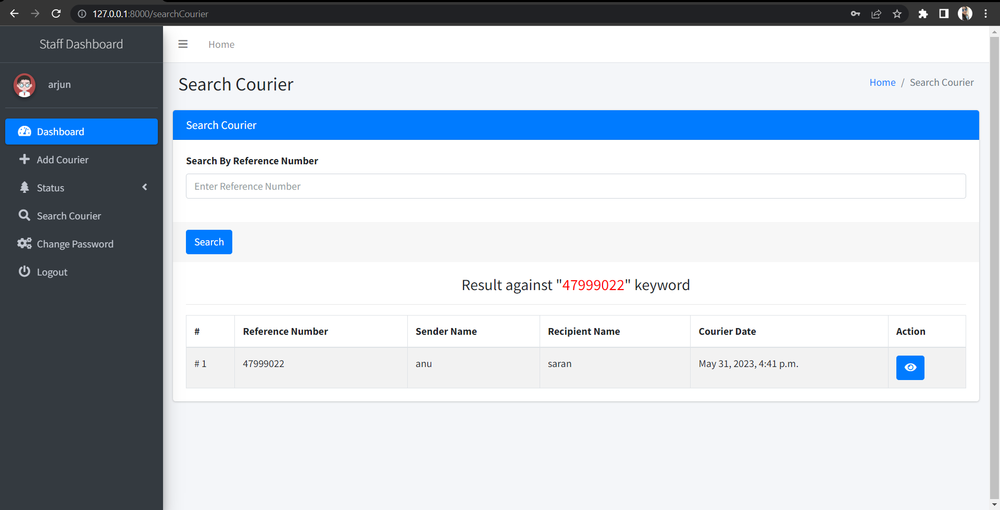 127.0.0.1:8000/searchCourier
Staff Dashboard
Home
arjun
Search Courier
Home / Search Courier
Dashboard
Add Courier
Status
Search Courier
Change Password
Logout
Search Courier
Search By Reference Number
Enter Reference Number
Search
Result against "47999022" keyword
# Reference Number Sender Name Recipient Name Courier Date Action
# 1 47999022 anu saran May 31, 2023, 4:41 p.m.